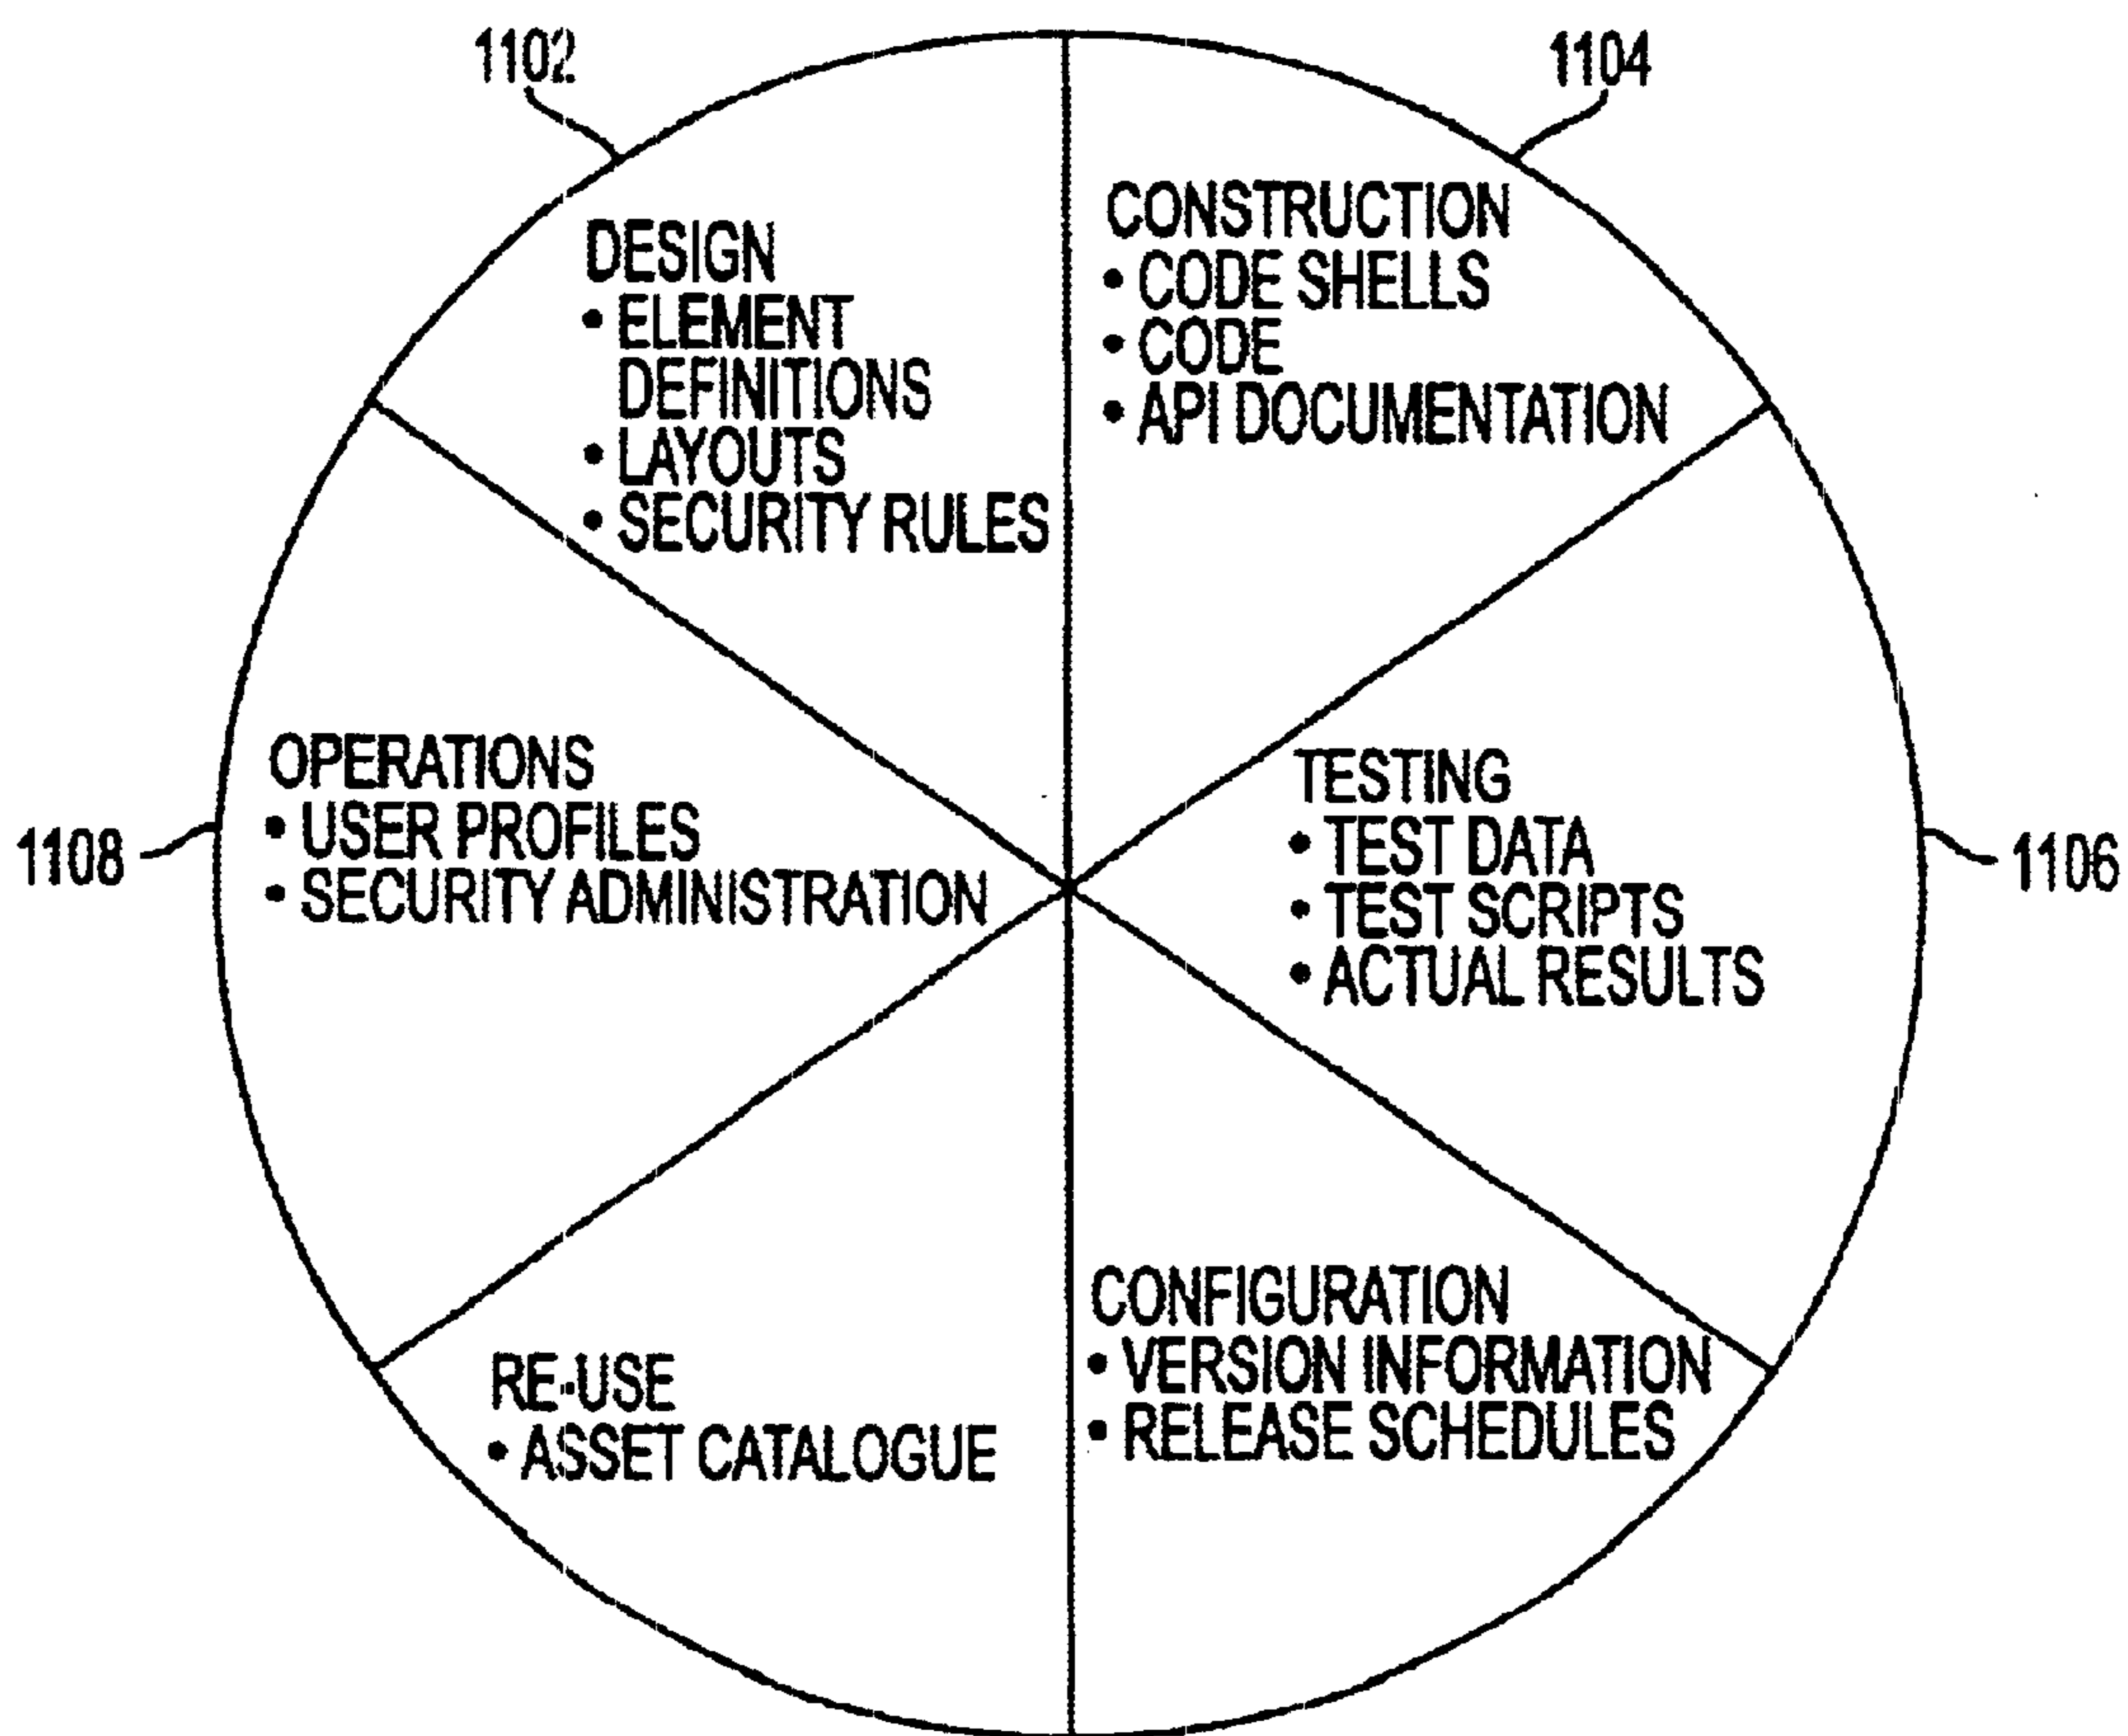 1102
1104
DESIGN
• ELEMENT
DEFINITIONS
• LAYOUTS
• SECURITY RULES
CONSTRUCTION
• CODE SHELLS
• CODE
• API DOCUMENTATION
OPERATIONS
• USER PROFILES
• SECURITY ADMINISTRATION
1108
TESTING
• TEST DATA
• TEST SCRIPTS
• ACTUAL RESULTS
1106
RE-USE
• ASSET CATALOGUE
CONFIGURATION
• VERSION INFORMATION
• RELEASE SCHEDULES